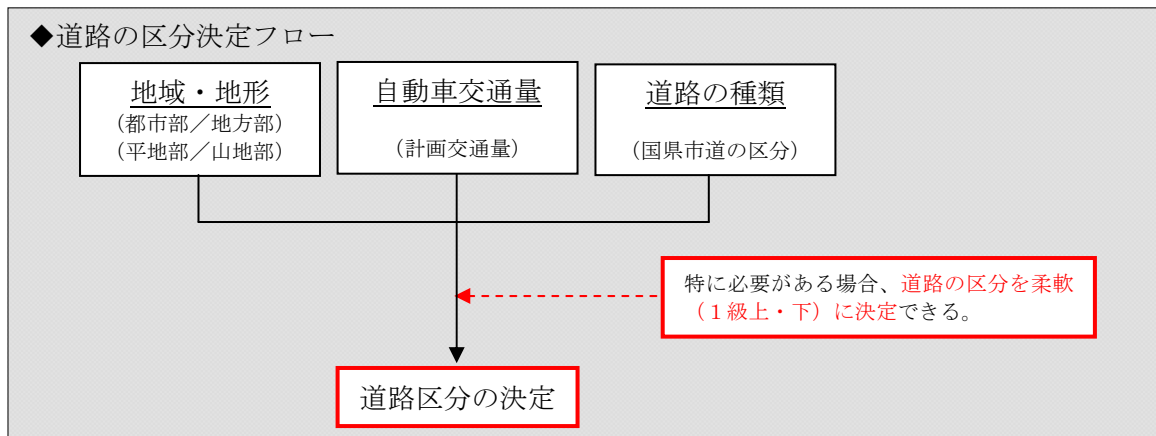 ◆道路の区分決定フロー
地域・地形
（都市部／地方部）
（平地部／山地部）
自動車交通量
（計画交通量）
道路の種類
（国県市道の区分）
特に必要がある場合、道路の区分を柔軟
（１級上・下）に決定できる。
道路区分の決定